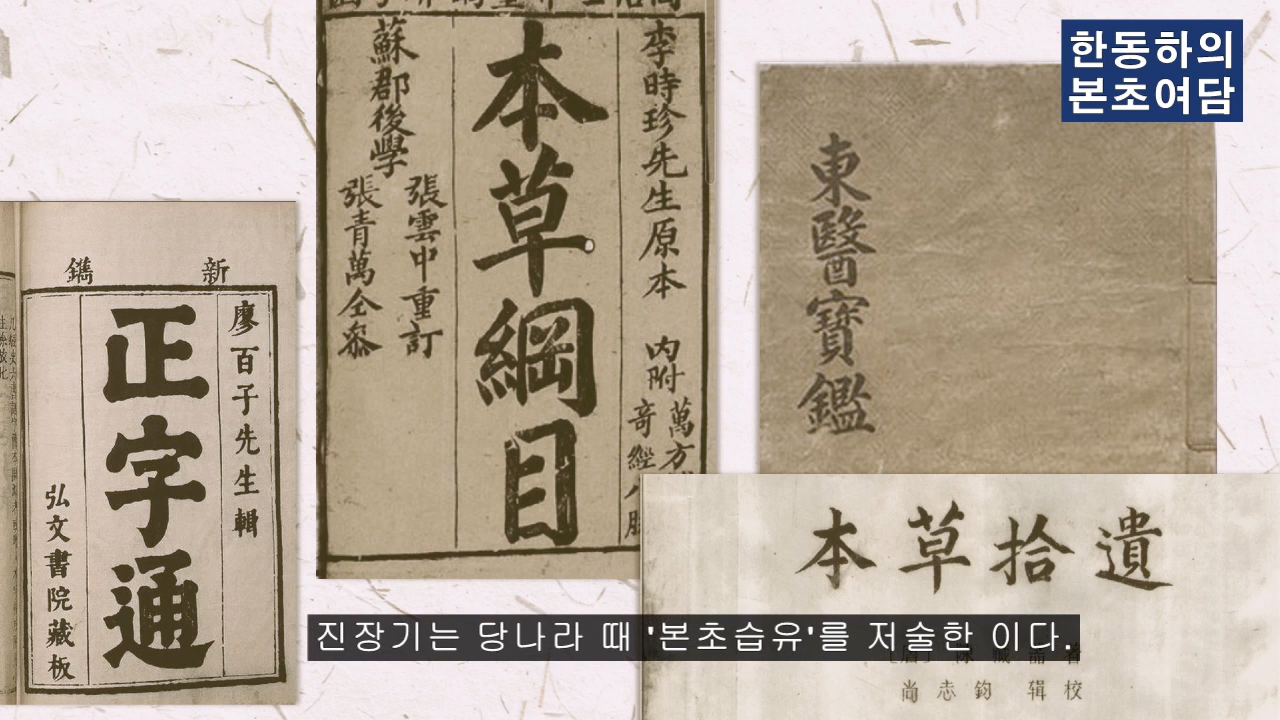 한동하의
본초여담
新
鐫
廖百子先生輯
正字通
弘文書院藏板
李時珍先生原本
內附
萬方
奇經八脈
本草綱目
蘇郡後學
張雲中重訂
張青萬仝參
東醫寶鑑
本草拾遺
尚志鈞 辑校
진장기는 당나라 때 '본초습유'를 저술한 이다.